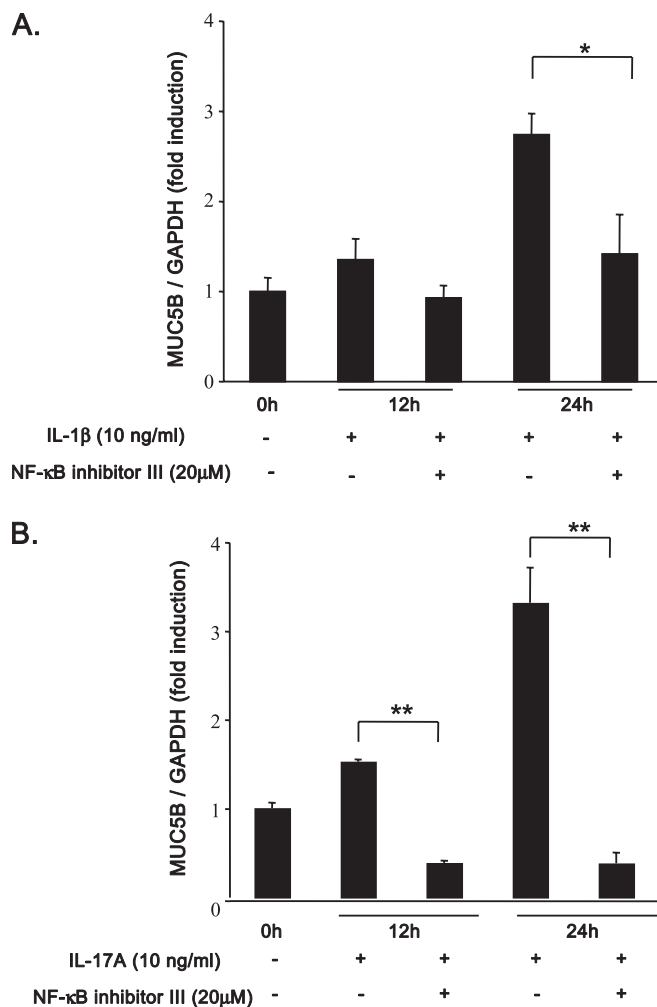 A.
MUC5B / GAPDH (fold induction)
4
3
2
1
0
*
0h 12h 24h
IL-1β (10 ng/ml) - + + + +
NF-κB inhibitor III (20μM) - - + - +
B.
MUC5B / GAPDH (fold induction)
4
3
2
1
0
**
**
0h 12h 24h
IL-17A (10 ng/ml) - + + + +
NF-κB inhibitor III (20μM) - - + - +